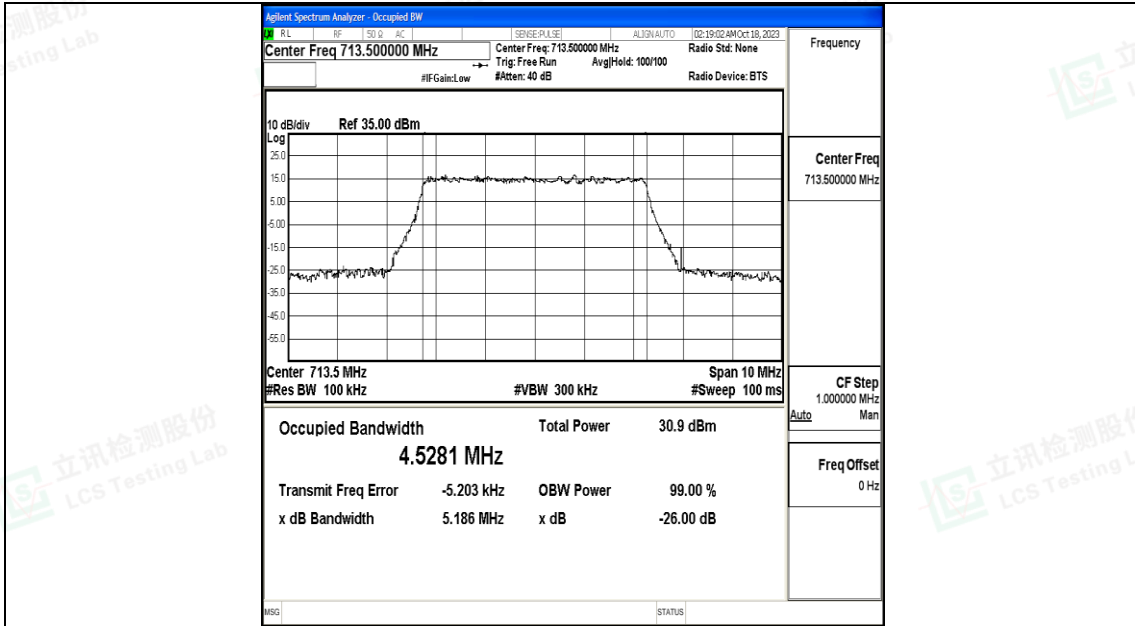 Agilent Spectrum Analyzer - Occupied BW
RL RF 50 Ω AC SENSE:PULSE ALIGN AUTO 02:19:02 AM Oct 18, 2023
Center Freq 713.500000 MHz
Center Freq: 713.500000 MHz
Radio Std: None
Trig: Free Run Avg|Hold: 100/100
#IFGain:Low #Atten: 40 dB Radio Device: BTS
10 dB/div Ref 35.00 dBm
Log
25.0
15.0
5.00
-5.00
-15.0
-25.0
-35.0
-45.0
-55.0
Center 713.5 MHz Span 10 MHz
#Res BW 100 kHz #VBW 300 kHz #Sweep 100 ms
Occupied Bandwidth Total Power 30.9 dBm
4.5281 MHz
Transmit Freq Error -5.203 kHz OBW Power 99.00 %
x dB Bandwidth 5.186 MHz x dB -26.00 dB
MSG STATUS
Frequency
Center Freq
713.500000 MHz
CF Step
1.000000 MHz
Auto Man
Freq Offset
0 Hz
立讯检测股份
LCS Testing Lab
立讯检测股份
LCS Testing L
测股份
sting Lab